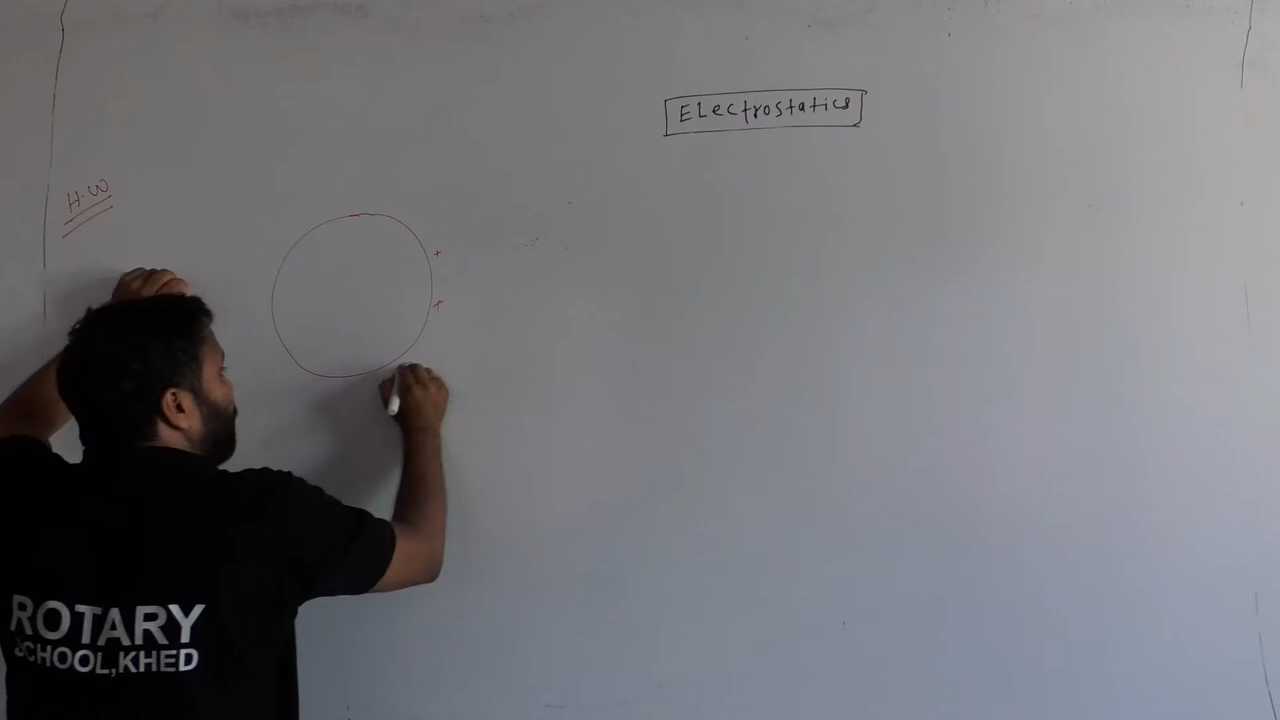 Electrostatics
H.W
+
+
ROTARY
SCHOOL,KHED